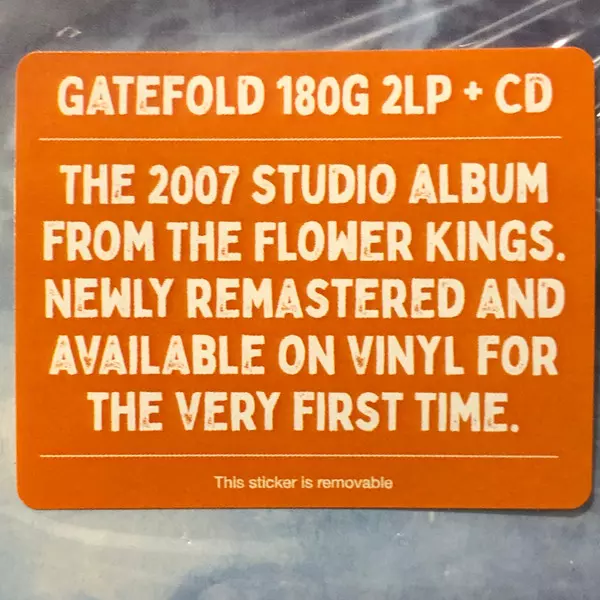 GATEFOLD 180G 2LP + CD
THE 2007 STUDIO ALBUM
FROM THE FLOWER KINGS.
NEWLY REMASTERED AND
AVAILABLE ON VINYL FOR
THE VERY FIRST TIME.
This sticker is removable